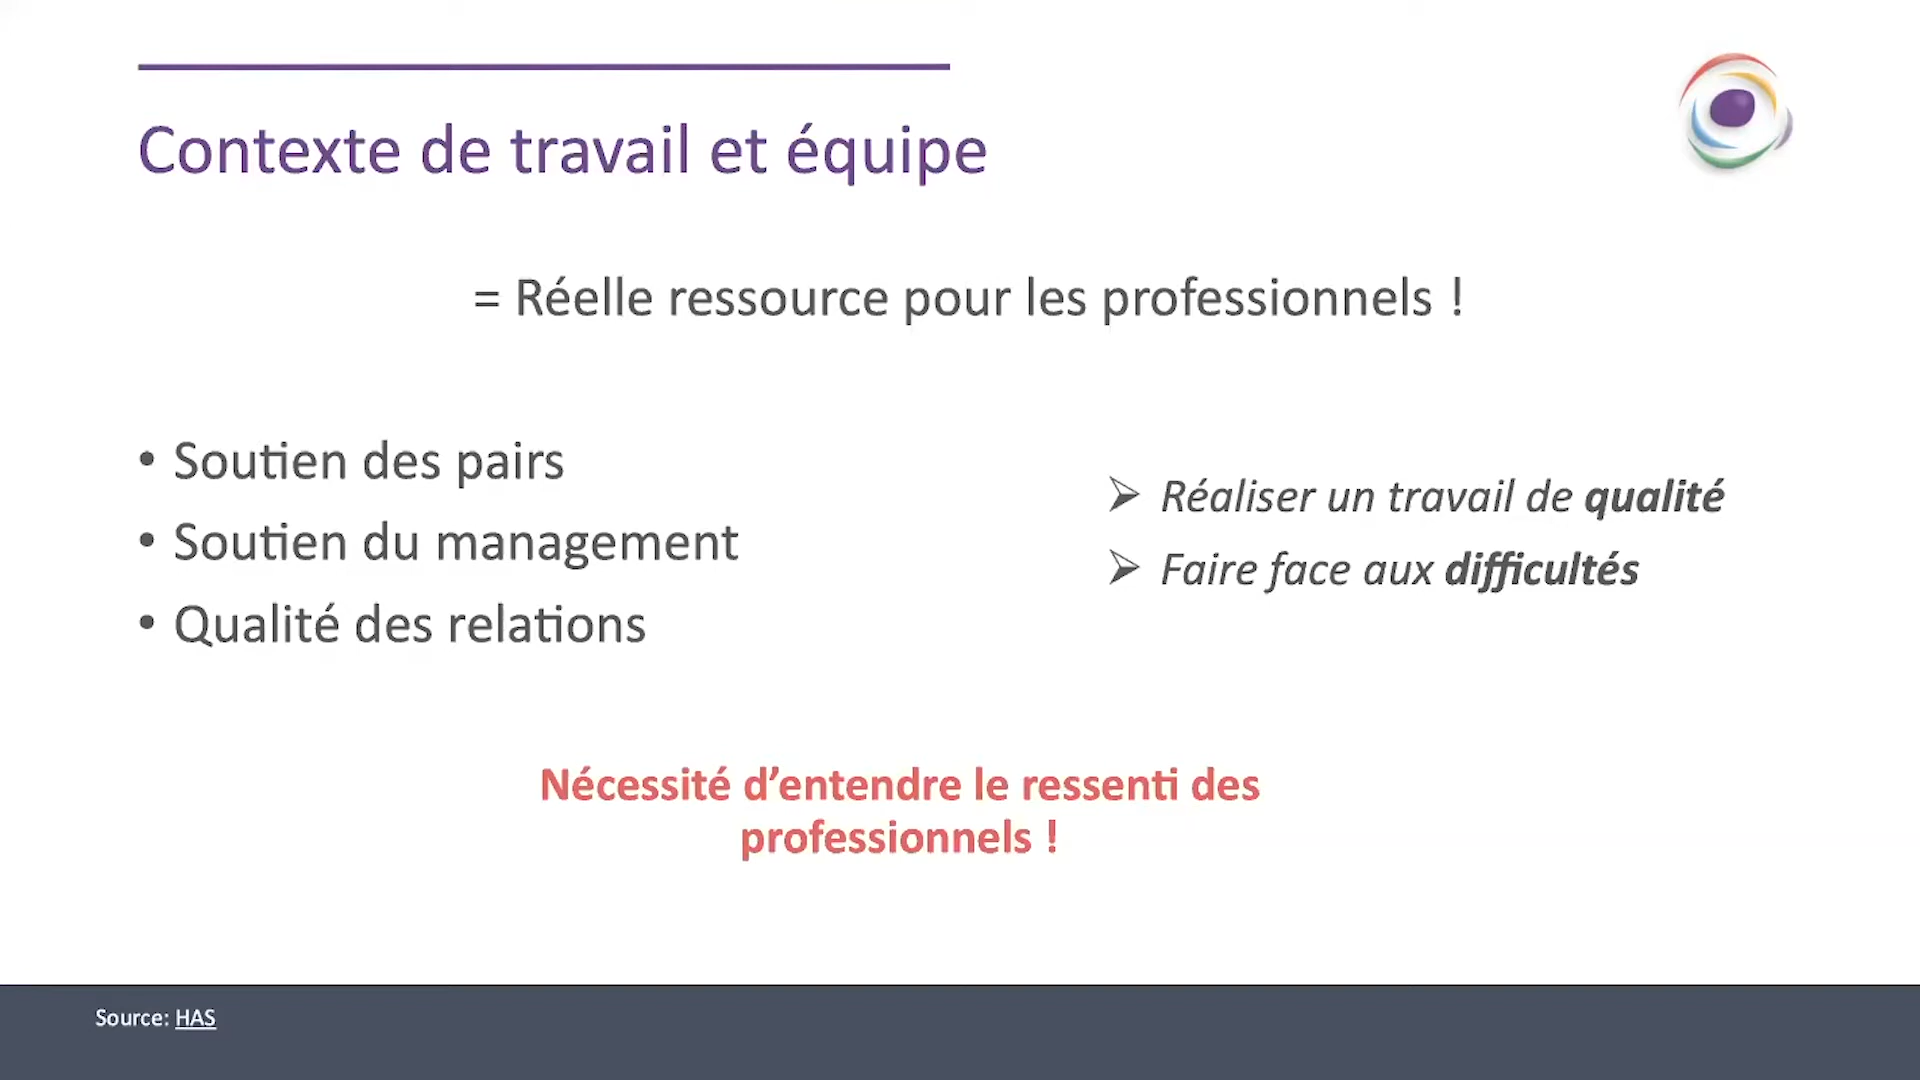 Contexte de travail et équipe
= Réelle ressource pour les professionnels !
• Soutien des pairs
• Soutien du management
• Qualité des relations
➢ Réaliser un travail de qualité
➢ Faire face aux difficultés
Nécessité d’entendre le ressenti des
professionnels !
Source: HAS